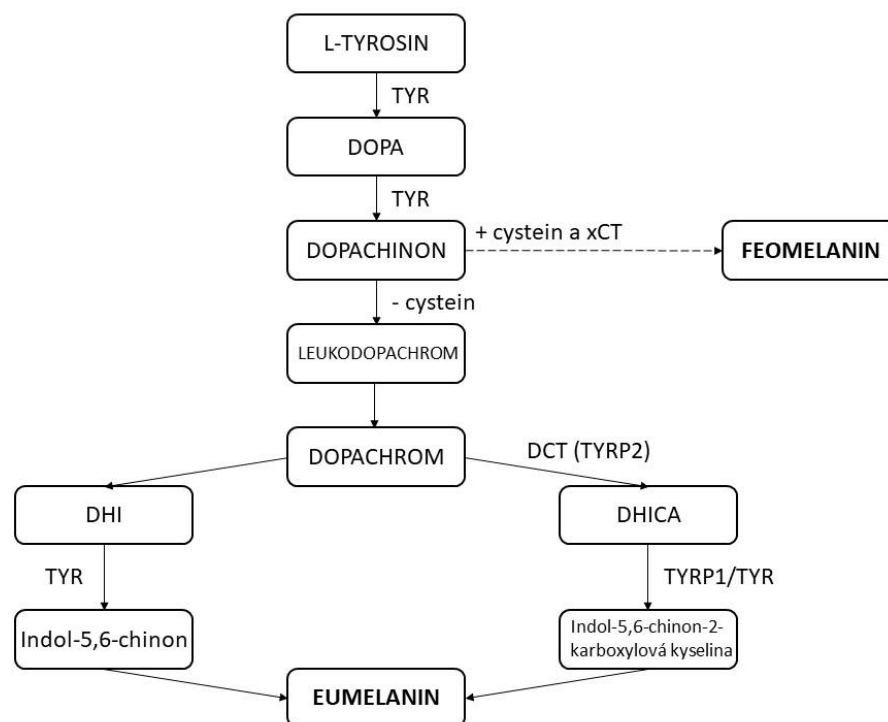 L-TYROSIN
TYR
DOPA
TYR
DOPACHINON
+ cystein a xCT
FEOMELANIN
- cystein
LEUKODOPACHROM
DOPACHROM
DCT (TYRP2)
DHI
DHICA
TYR
TYRP1/TYR
Indol-5,6-chinon
Indol-5,6-chinon-2-
karboxylová kyselina
EUMELANIN